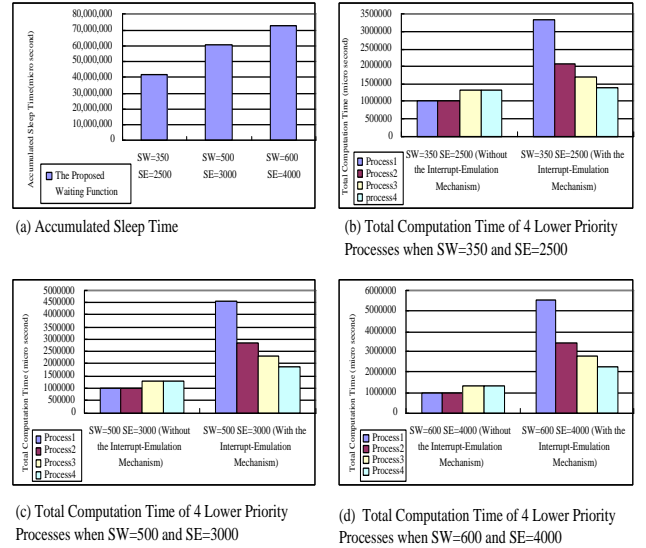 80,000,000
70,000,000
60,000,000
50,000,000
40,000,000
30,000,000
20,000,000
10,000,000
0
Accumulated Sleep Time(micro second)
SW=350 SW=500 SW=600
SE=2500 SE=3000 SE=4000
The Proposed
Waiting Function
(a) Accumulated Sleep Time
3500000
3000000
2500000
2000000
1500000
1000000
500000
0
Total Computation Time (micro second)
SW=350 SE=2500 (Without
the Interrupt-Emulation
Mechanism)
SW=350 SE=2500 (With the
Interrupt-Emulation
Mechanism)
Process1
Process2
Process3
process4
(b) Total Computation Time of 4 Lower Priority
Processes when SW=350 and SE=2500
5000000
4500000
4000000
3500000
3000000
2500000
2000000
1500000
1000000
500000
0
Total Computation Time (micro second)
SW=500 SE=3000 (Without
the Interrupt-Emulation
Mechanism)
SW=500 SE=3000 (With the
Interrupt-Emulation
Mechanism)
Process1
Process2
Process3
Process4
(c) Total Computation Time of 4 Lower Priority
Processes when SW=500 and SE=3000
6000000
5000000
4000000
3000000
2000000
1000000
0
Total Computation Time (micro second)
SW=600 SE=4000 (Without
the Interrupt-Emulation
Mechanism)
SW=600 SE=4000 (With the
Interrupt-Emulation
Mechanism)
Process1
Process2
Process3
Process4
(d) Total Computation Time of 4 Lower Priority
Processes when SW=600 and SE=4000